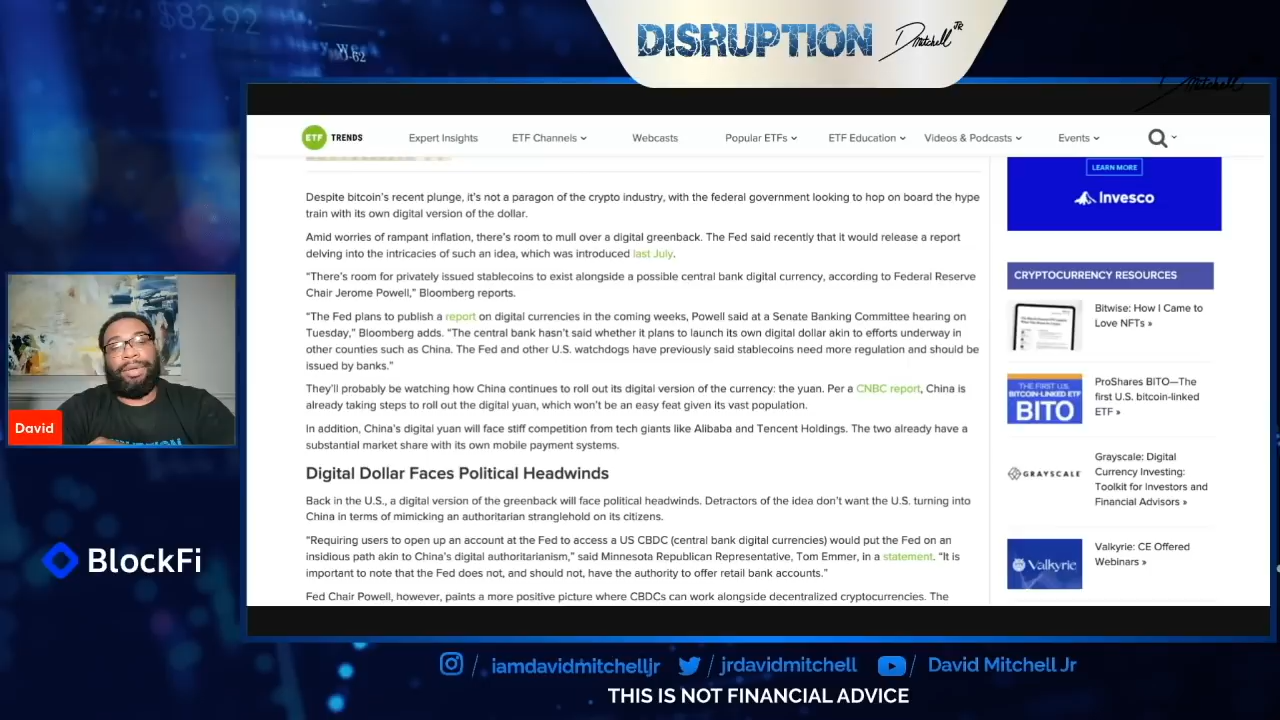 $82.92
DISRUPTION DMitchell JR
ETF TRENDS Expert Insights ETF Channels Webcasts Popular ETFs ETF Education Videos & Podcasts Events
Despite bitcoin's recent plunge, it's not a paragon of the crypto industry, with the federal government looking to hop on board the hype
train with its own digital version of the dollar.
Amid worries of rampant inflation, there's room to mull over a digital greenback. The Fed said recently that it would release a report
delving into the intricacies of such an idea, which was introduced last July.
“There's room for privately issued stablecoins to exist alongside a possible central bank digital currency, according to Federal Reserve
Chair Jerome Powell,” Bloomberg reports.
“The Fed plans to publish a report on digital currencies in the coming weeks, Powell said at a Senate Banking Committee hearing on
Tuesday,” Bloomberg adds. “The central bank hasn't said whether it plans to launch its own digital dollar akin to efforts underway in
other counties such as China. The Fed and other U.S. watchdogs have previously said stablecoins need more regulation and should be
issued by banks.”
They'll probably be watching how China continues to roll out its digital version of the currency: the yuan. Per a CNBC report, China is
already taking steps to roll out the digital yuan, which won't be an easy feat given its vast population.
In addition, China's digital yuan will face stiff competition from tech giants like Alibaba and Tencent Holdings. The two already have a
substantial market share with its own mobile payment systems.
Digital Dollar Faces Political Headwinds
Back in the U.S., a digital version of the greenback will face political headwinds. Detractors of the idea don't want the U.S. turning into
China in terms of mimicking an authoritarian stranglehold on its citizens.
“Requiring users to open up an account at the Fed to access a US CBDC (central bank digital currencies) would put the Fed on an
insidious path akin to China's digital authoritarianism,” said Minnesota Republican Representative, Tom Emmer, in a statement. “It is
important to note that the Fed does not, and should not, have the authority to offer retail bank accounts.”
Fed Chair Powell, however, paints a more positive picture where CBDCs can work alongside decentralized cryptocurrencies. The
LEARN MORE
Invesco
CRYPTOCURRENCY RESOURCES
Bitwise: How I Came to
Love NFTs »
THE FIRST U.S.
BITCOIN-LINKED ETF
BITO
ProShares BITO—The
first U.S. bitcoin-linked
ETF »
GRAYSCALE
Grayscale: Digital
Currency Investing:
Toolkit for Investors and
Financial Advisors »
Valkyrie
Valkyrie: CE Offered
Webinars »
David
BlockFi
iamdavidmitchelljr / jrdavidmitchell David Mitchell Jr
THIS IS NOT FINANCIAL ADVICE